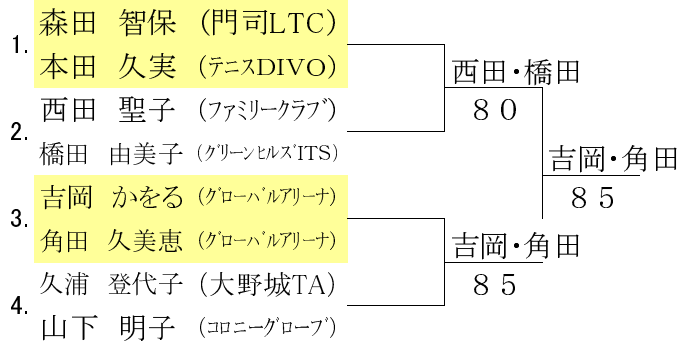 1. 森田 智保 (門司LTC)
本田 久実 (テニスDIVO)
西田・橋田
８０
2. 西田 聖子 (ファミリークラブ)
橋田 由美子 (グリーンヒルズITS)
吉岡・角田
８５
3. 吉岡 かをる (グローバルアリーナ)
角田 久美恵 (グローバルアリーナ)
吉岡・角田
８５
4. 久浦 登代子 (大野城TA)
山下 明子 (コロニーグローブ)